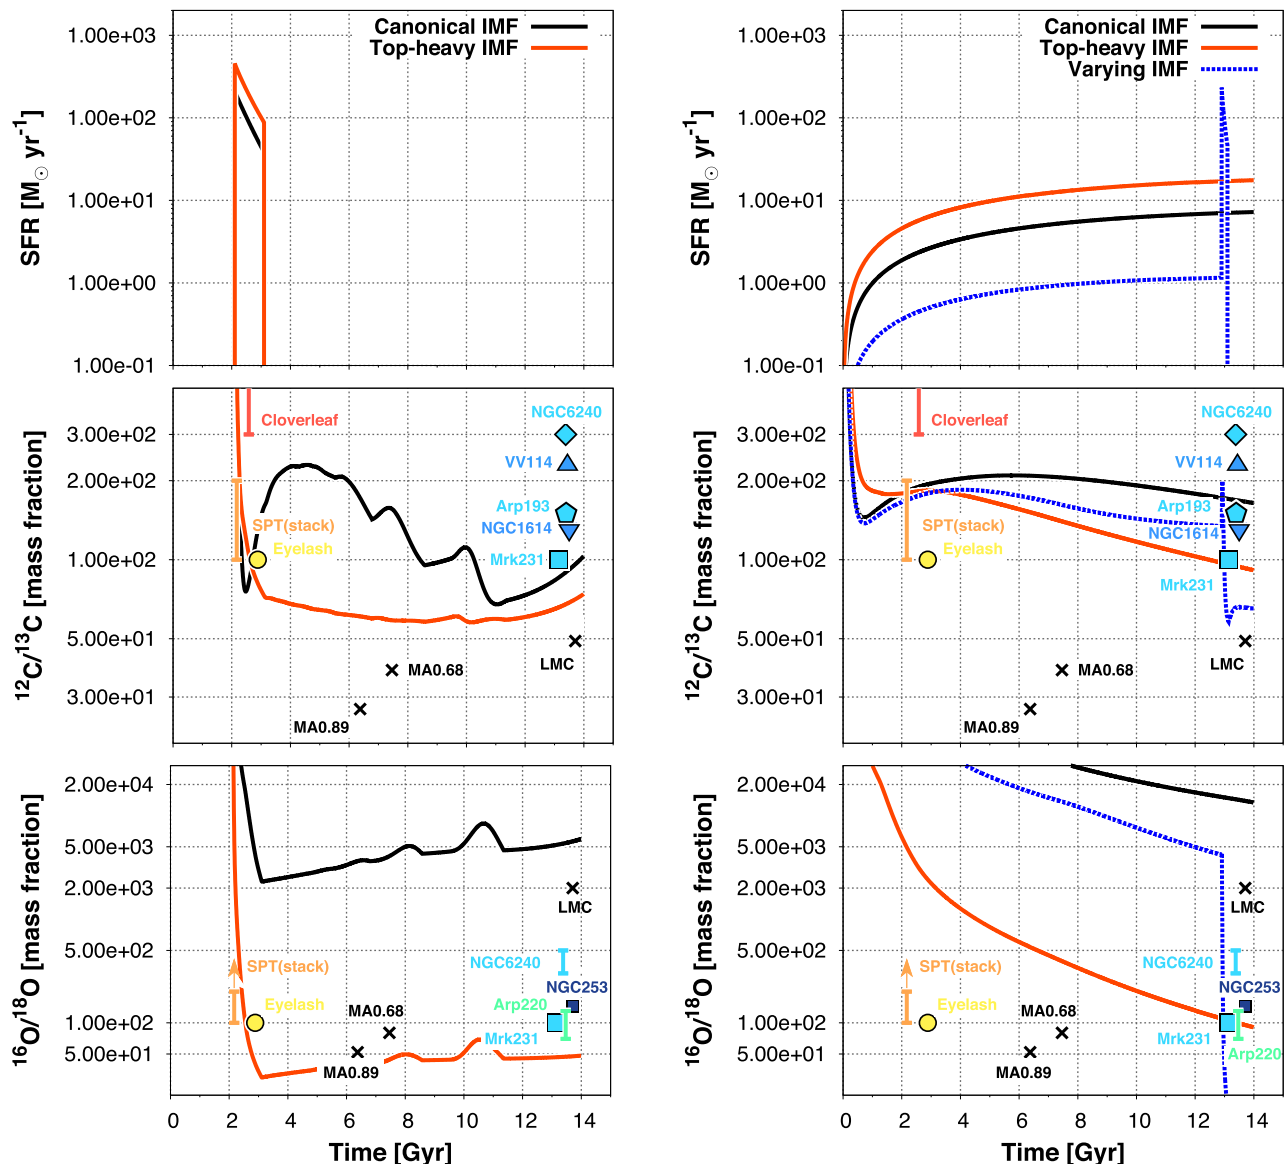 Canonical IMF
Top-heavy IMF
1.00e+03
1.00e+02
1.00e+01
1.00e+00
1.00e-01
SFR [M☉ yr⁻¹]
Canonical IMF
Top-heavy IMF
Varying IMF
1.00e+03
1.00e+02
1.00e+01
1.00e+00
1.00e-01
SFR [M☉ yr⁻¹]
Cloverleaf
NGC6240
VV114
Arp193
NGC1614
SPT(stack)
Eyelash
Mrk231
LMC
MA0.68
MA0.89
3.00e+02
2.00e+02
1.00e+02
5.00e+01
3.00e+01
¹²C/¹³C [mass fraction]
Cloverleaf
NGC6240
VV114
Arp193
NGC1614
SPT(stack)
Eyelash
Mrk231
LMC
MA0.68
MA0.89
3.00e+02
2.00e+02
1.00e+02
5.00e+01
3.00e+01
¹²C/¹³C [mass fraction]
2.00e+04
5.00e+03
2.00e+03
5.00e+02
1.00e+02
5.00e+01
¹⁶O/¹⁸O [mass fraction]
LMC
NGC6240
SPT(stack)
Eyelash
Arp220
MA0.68
Mrk231
MA0.89
0 2 4 6 8 10 12 14
Time [Gyr]
2.00e+04
5.00e+03
2.00e+03
5.00e+02
1.00e+02
5.00e+01
¹⁶O/¹⁸O [mass fraction]
LMC
NGC6240
SPT(stack)
NGC253
Eyelash
MA0.68
Mrk231
Arp220
MA0.89
0 2 4 6 8 10 12 14
Time [Gyr]